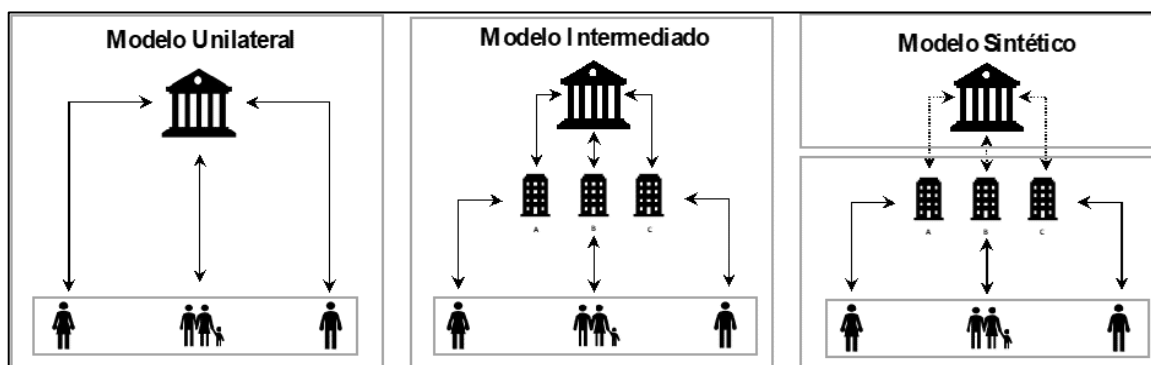 Modelo Unilateral
Modelo Intermediado
Modelo Sintético
A B C
A B C